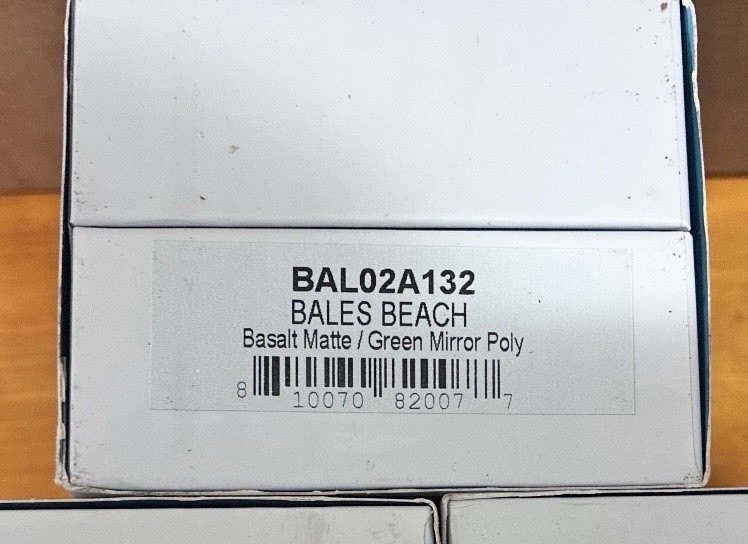 BAL02A132
BALES BEACH
Basalt Matte / Green Mirror Poly
8 10070 82007 7